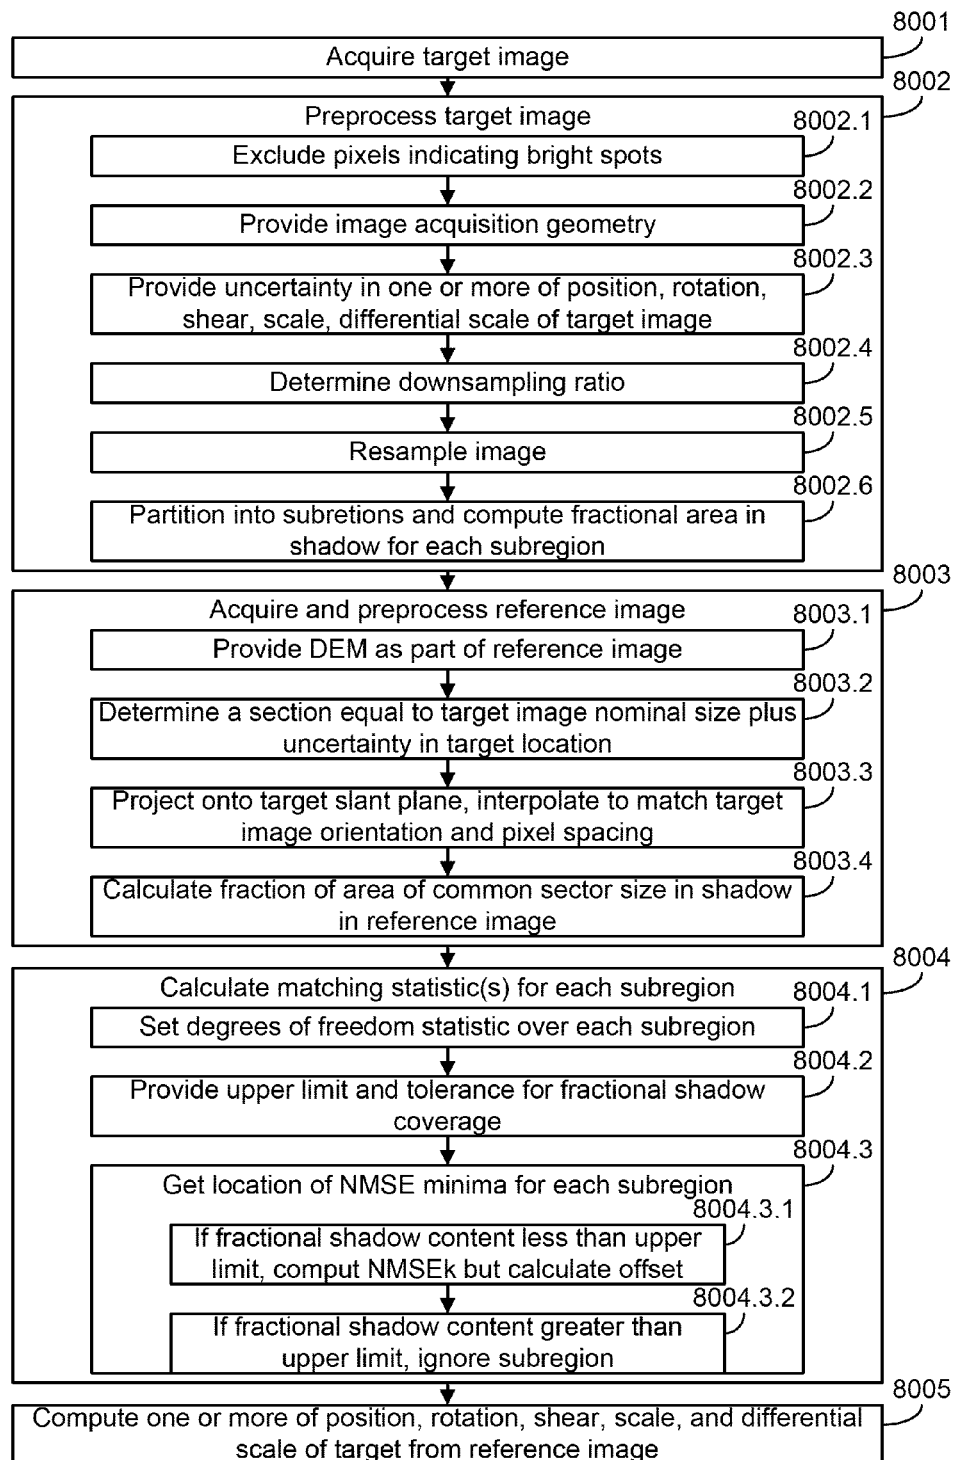 8001
Acquire target image
8002
Preprocess target image
8002.1
Exclude pixels indicating bright spots
8002.2
Provide image acquisition geometry
8002.3
Provide uncertainty in one or more of position, rotation,
shear, scale, differential scale of target image
8002.4
Determine downsampling ratio
8002.5
Resample image
8002.6
Partition into subretions and compute fractional area in
shadow for each subregion
8003
Acquire and preprocess reference image
8003.1
Provide DEM as part of reference image
8003.2
Determine a section equal to target image nominal size plus
uncertainty in target location
8003.3
Project onto target slant plane, interpolate to match target
image orientation and pixel spacing
8003.4
Calculate fraction of area of common sector size in shadow
in reference image
8004
Calculate matching statistic(s) for each subregion
8004.1
Set degrees of freedom statistic over each subregion
8004.2
Provide upper limit and tolerance for fractional shadow
coverage
8004.3
Get location of NMSE minima for each subregion
8004.3.1
If fractional shadow content less than upper
limit, comput NMSEk but calculate offset
8004.3.2
If fractional shadow content greater than
upper limit, ignore subregion
8005
Compute one or more of position, rotation, shear, scale, and differential
scale of target from reference image